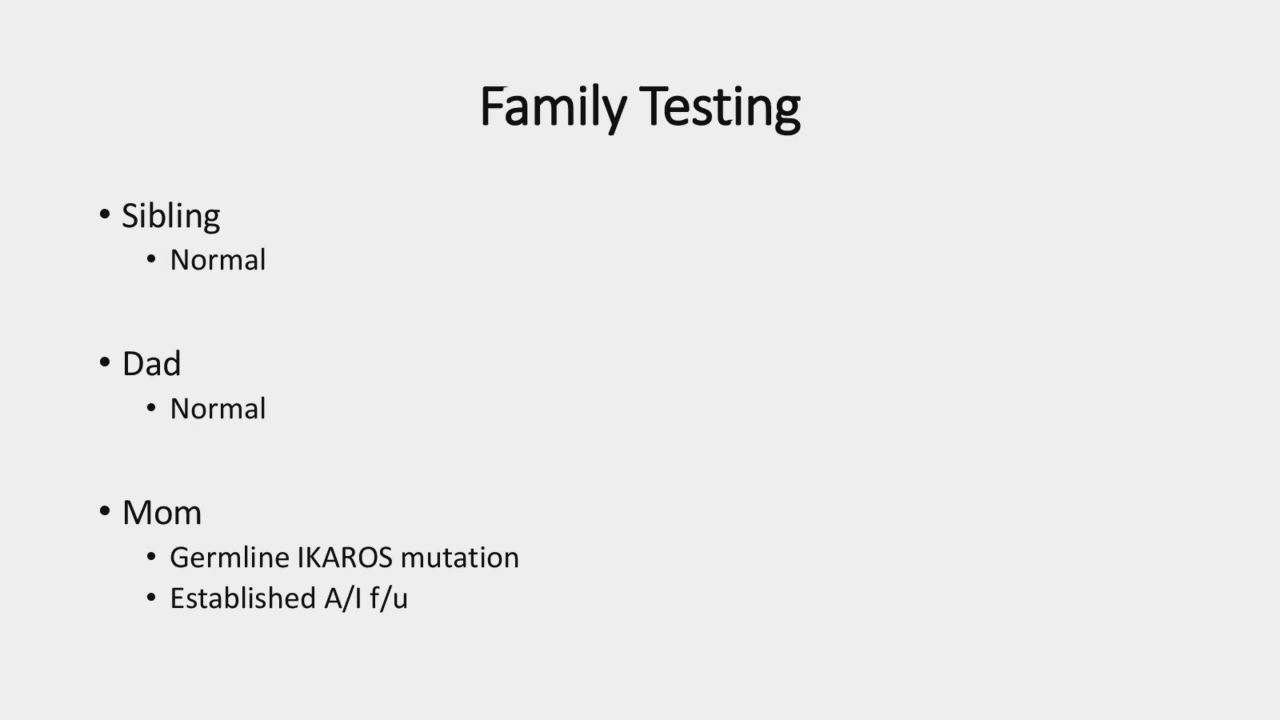 Family Testing
• Sibling
• Normal
• Dad
• Normal
• Mom
• Germline IKAROS mutation
• Established A/I f/u